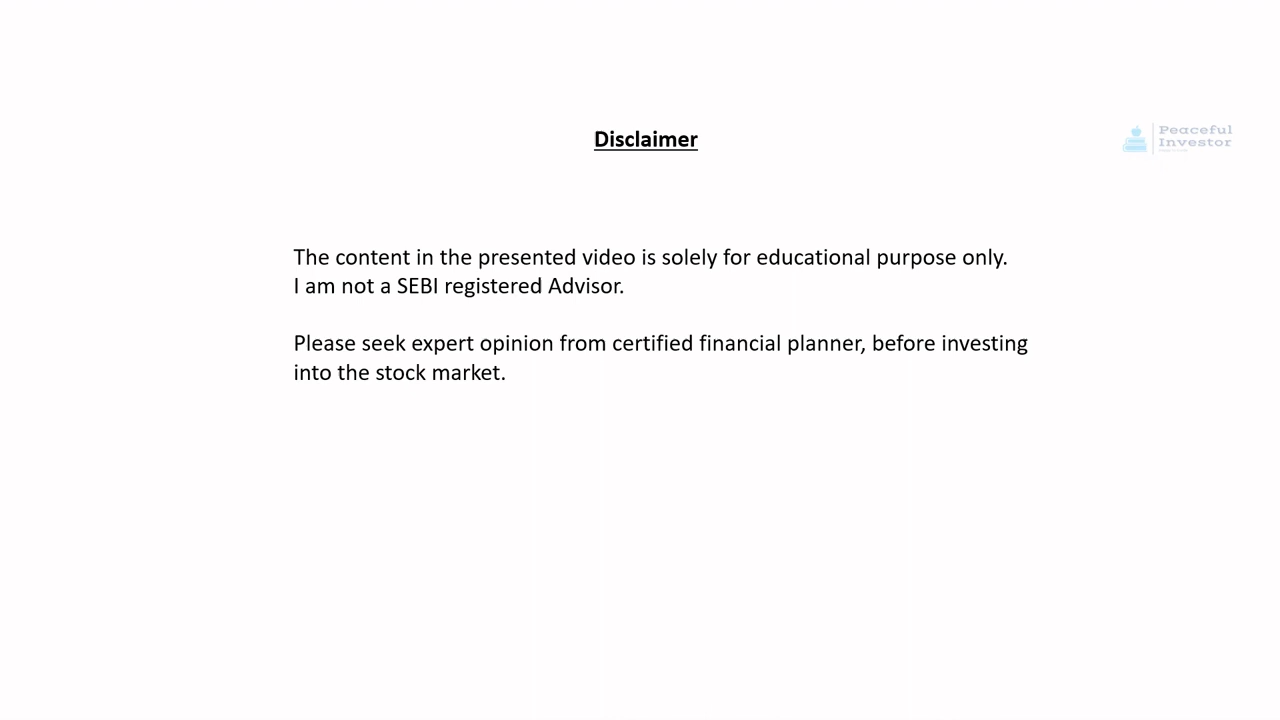 Disclaimer
Peaceful
Investor
The content in the presented video is solely for educational purpose only.
I am not a SEBI registered Advisor.
Please seek expert opinion from certified financial planner, before investing
into the stock market.